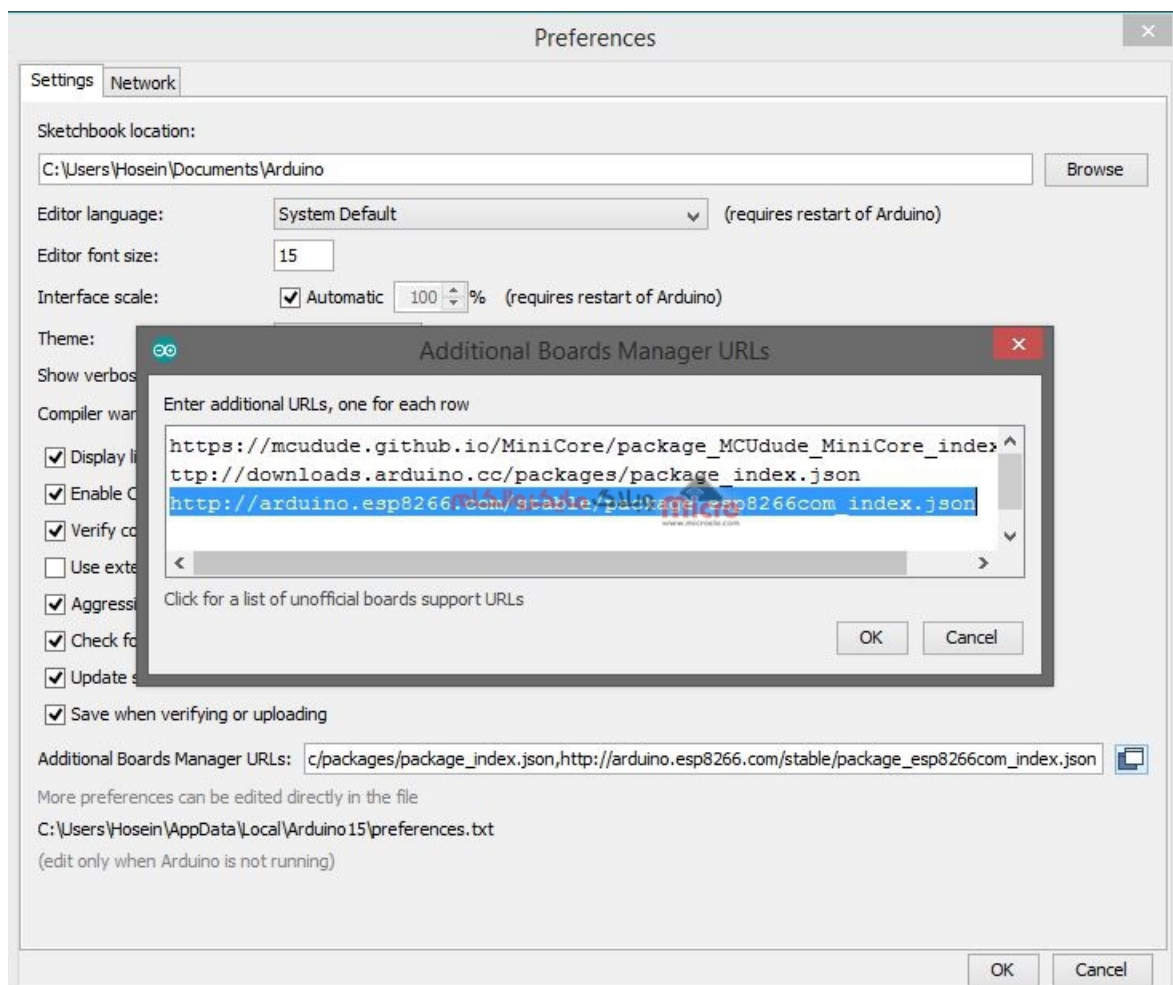 Preferences
Settings Network
Sketchbook location:
C:\Users\Hosein\Documents\Arduino Browse
Editor language: System Default (requires restart of Arduino)
Editor font size: 15
Interface scale: Automatic 100 % (requires restart of Arduino)
Theme:
Show verbos
Compiler war
Display li
Enable C
Verify co
Use exte
Aggressi
Check fo
Update s
Additional Boards Manager URLs
Enter additional URLs, one for each row
https://mcudude.github.io/MiniCore/package_MCUdude_MiniCore_index
ttp://downloads.arduino.cc/packages/package_index.json
http://arduino.esp8266.com/stable/package_esp8266com_index.json
micro
www.microele.com
Click for a list of unofficial boards support URLs
OK Cancel
Save when verifying or uploading
Additional Boards Manager URLs: c/packages/package_index.json,http://arduino.esp8266.com/stable/package_esp8266com_index.json
More preferences can be edited directly in the file
C:\Users\Hosein\AppData\Local\Arduino15\preferences.txt
(edit only when Arduino is not running)
OK Cancel